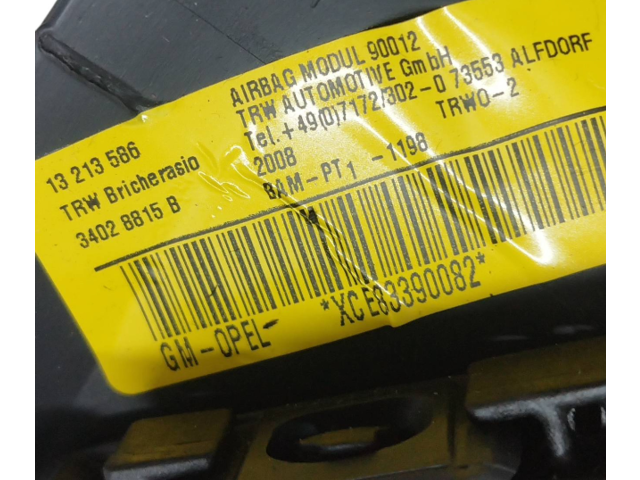 AIRBAG MODUL 90012
TRW AUTOMOTIVE GmbH
Tel.+49(0)7172/302-0 73553 ALFDORF
2008 TRWO-2
BAM-PT1 -1198
13 213 586
TRW Bricherasio
3402 8815 B
*XCE83390082*
GM-OPEL